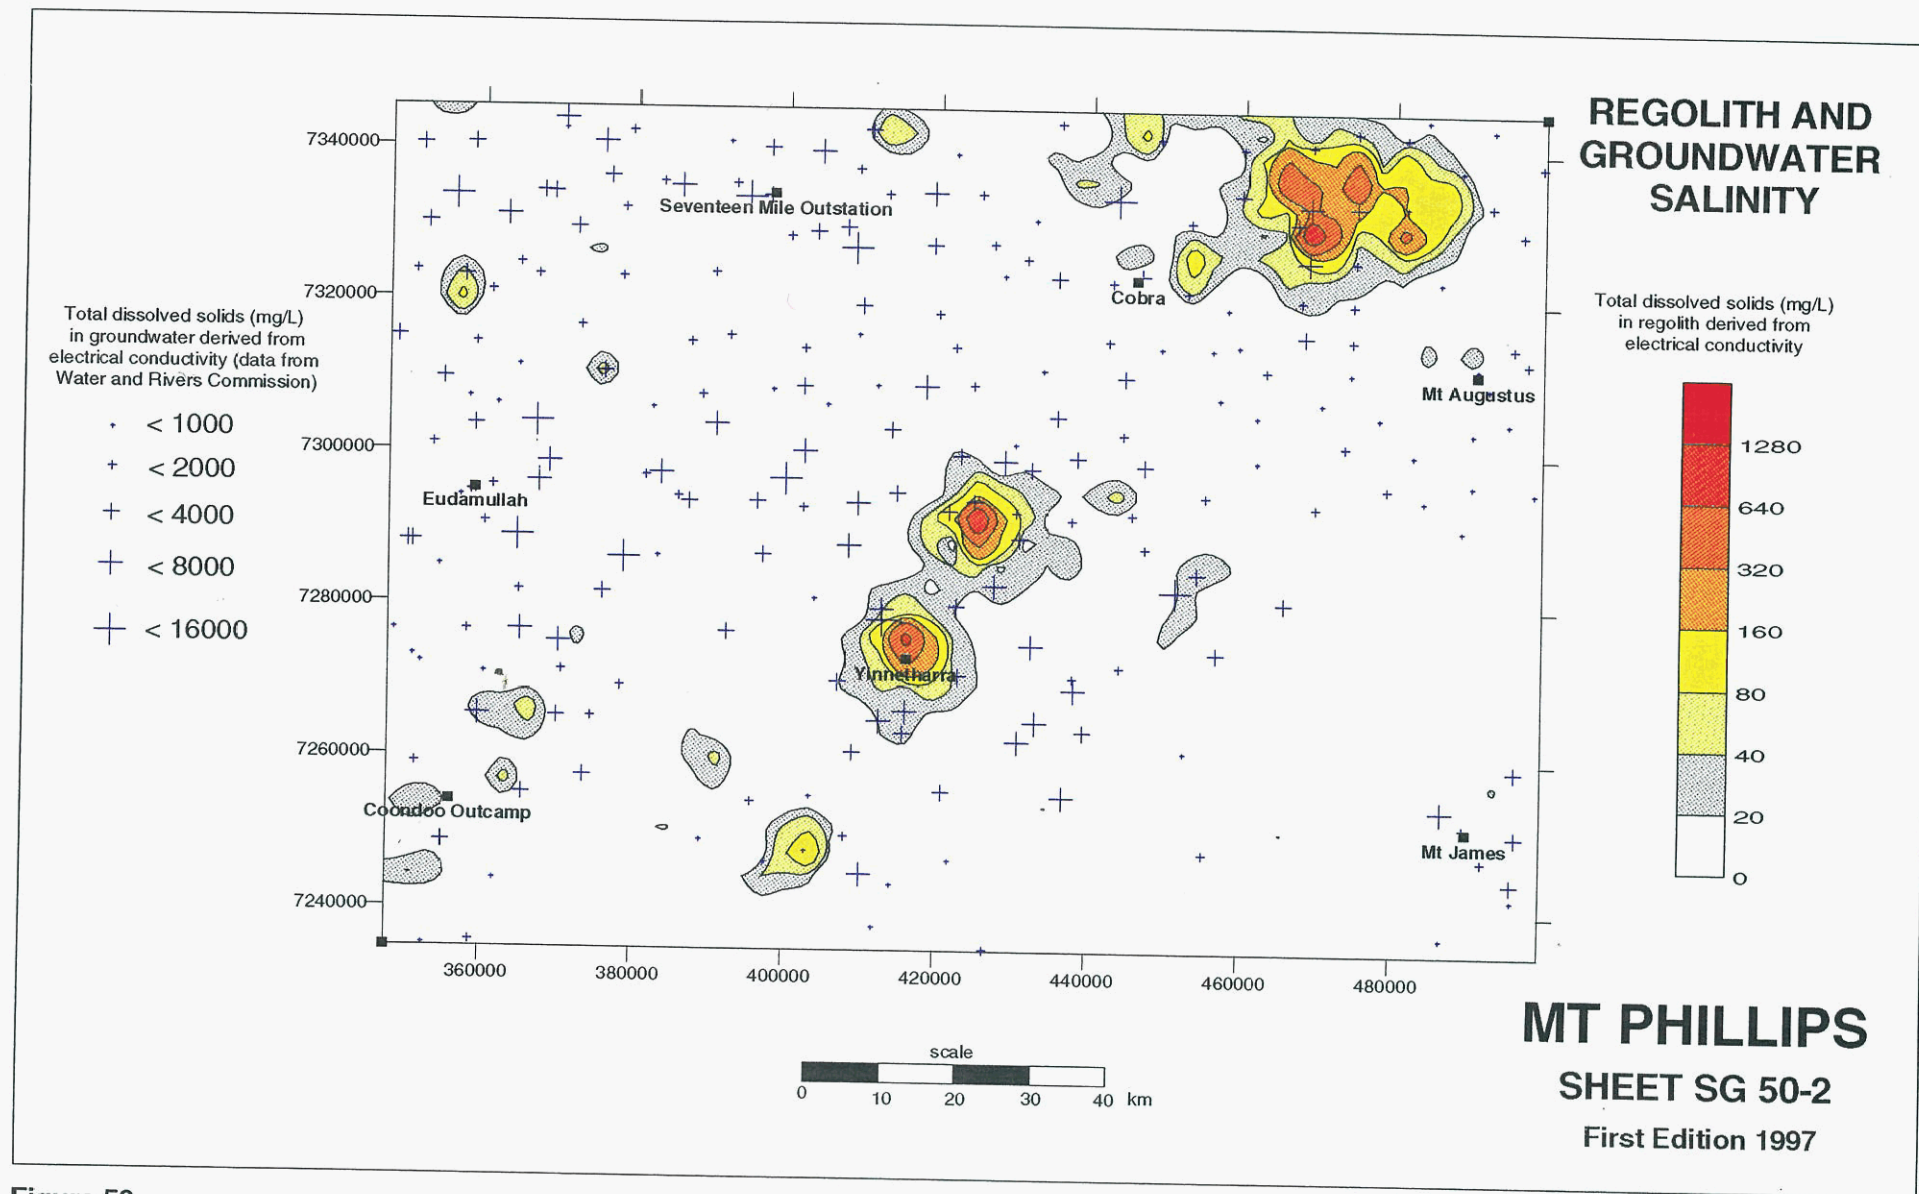 REGOLITH AND
GROUNDWATER
SALINITY
7340000
7320000
7300000
7280000
7260000
7240000
360000
380000
400000
420000
440000
460000
480000
Seventeen Mile Outstation
Cobra
Mt Augustus
Eudamullah
Yinnetharra
Coondoo Outcamp
Mt James
Total dissolved solids (mg/L)
in groundwater derived from
electrical conductivity (data from
Water and Rivers Commission)
< 1000
< 2000
< 4000
< 8000
< 16000
Total dissolved solids (mg/L)
in regolith derived from
electrical conductivity
1280
640
320
160
80
40
20
0
scale
0 10 20 30 40 km
MT PHILLIPS
SHEET SG 50-2
First Edition 1997